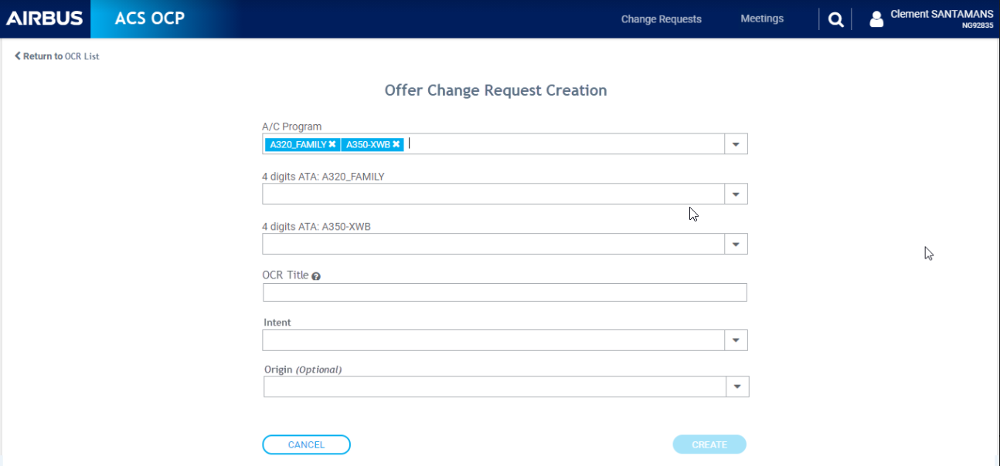 AIRBUS ACS OCP Change Requests Meetings Clement SANTAMANS
NG92835
Return to OCR List
Offer Change Request Creation
A/C Program
A320_FAMILY A350-XWB
4 digits ATA: A320_FAMILY
4 digits ATA: A350-XWB
OCR Title
Intent
Origin (Optional)
CANCEL CREATE